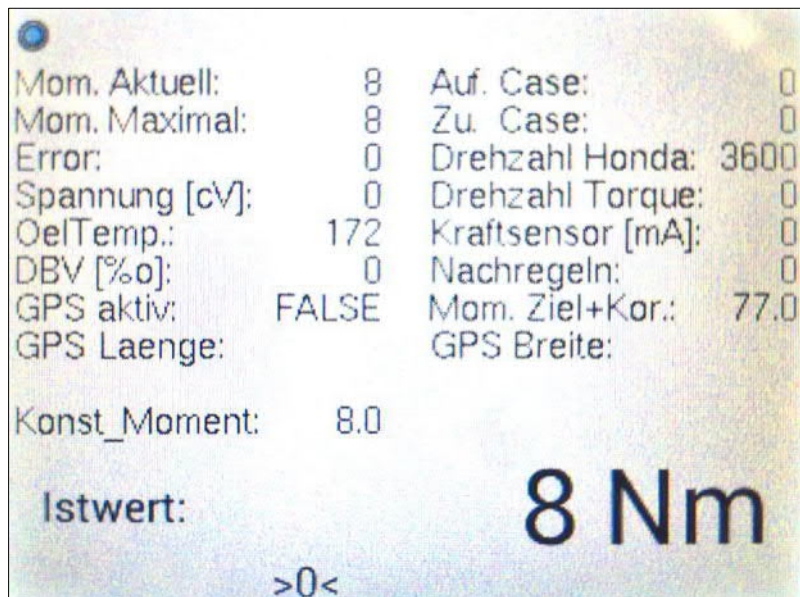 Mom. Aktuell: 8 Auf. Case: 0
Mom. Maximal: 8 Zu. Case: 0
Error: 0 Drehzahl Honda: 3600
Spannung [cV]: 0 Drehzahl Torque: 0
OelTemp.: 172 Kraftsensor [mA]: 0
DBV [%o]: 0 Nachregeln: 0
GPS aktiv: FALSE Mom. Ziel+Kor.: 77.0
GPS Laenge: GPS Breite:
Konst_Moment: 8.0
Istwert: 8 Nm
>0<